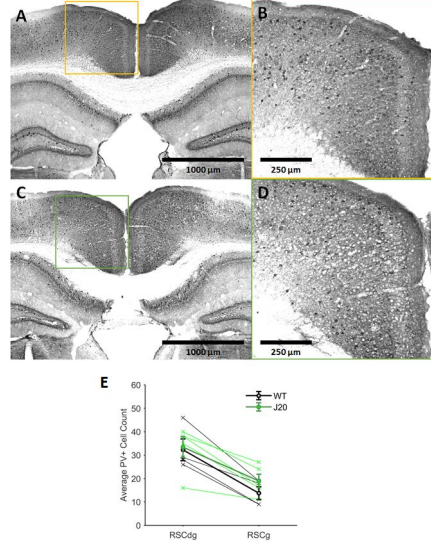 A
B
1000 µm
250 µm
C
D
1000 µm
250 µm
E
60
50
40
30
20
10
0
Average PV+ Cell Count
WT
J20
RSCdg
RSCg